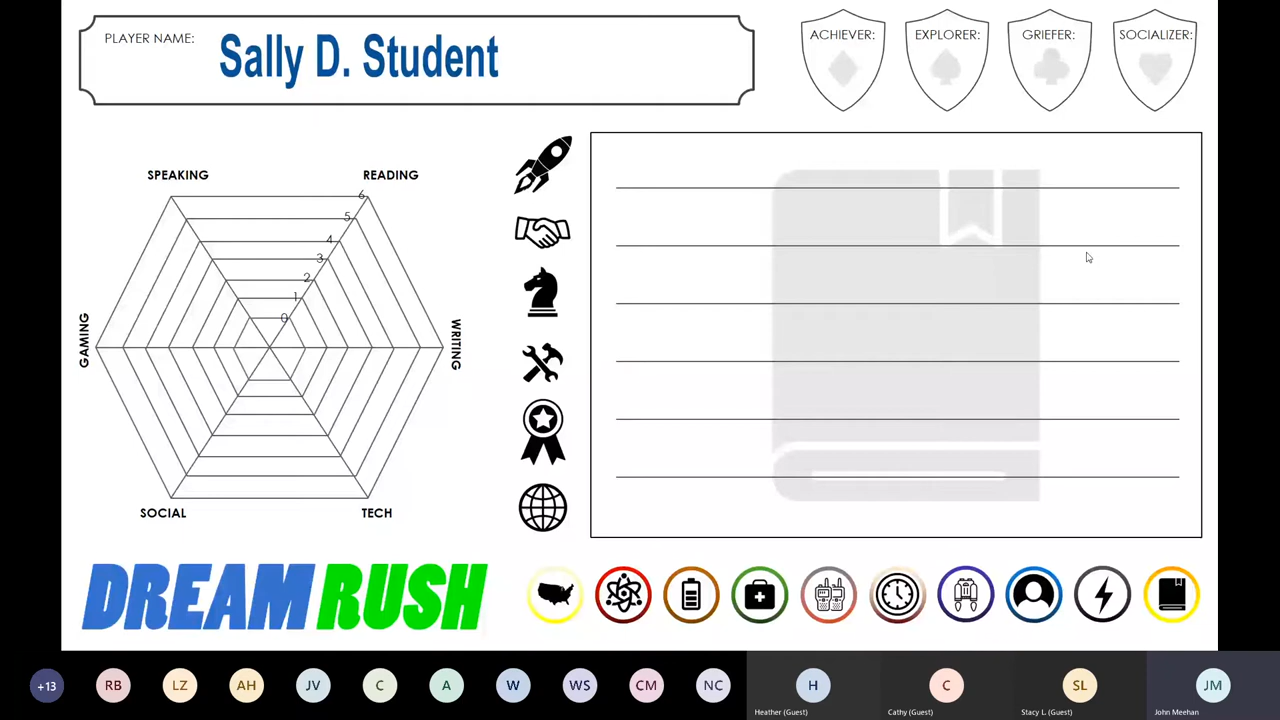 PLAYER NAME:
Sally D. Student
ACHIEVER:
EXPLORER:
GRIEFER:
SOCIALIZER:
SPEAKING
READING
6
5
4
3
2
1
0
GAMING
WRITING
SOCIAL
TECH
DREAM RUSH
+13
RB
LZ
AH
JV
C
A
W
WS
CM
NC
H
C
SL
JM
Heather (Guest)
Cathy (Guest)
Stacy L. (Guest)
John Meehan